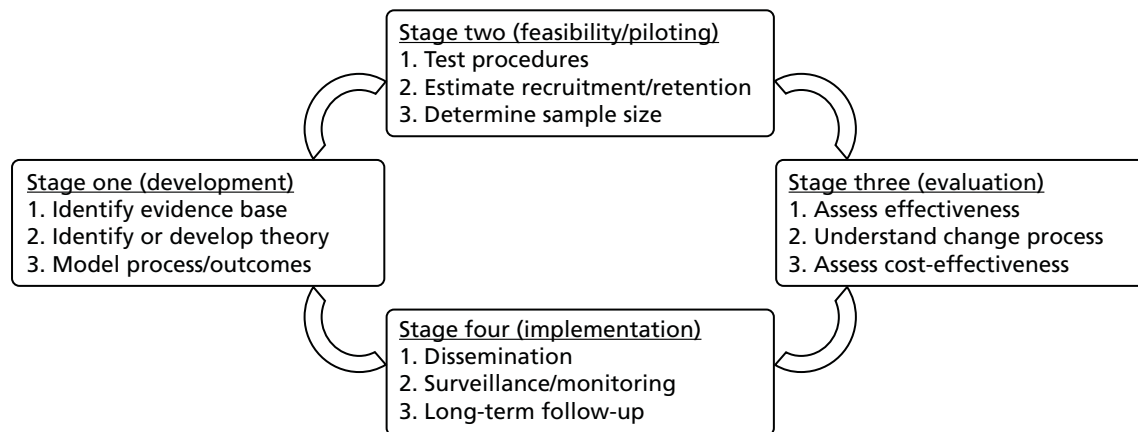 Stage two (feasibility/piloting)
1. Test procedures
2. Estimate recruitment/retention
3. Determine sample size
Stage one (development)
1. Identify evidence base
2. Identify or develop theory
3. Model process/outcomes
Stage three (evaluation)
1. Assess effectiveness
2. Understand change process
3. Assess cost-effectiveness
Stage four (implementation)
1. Dissemination
2. Surveillance/monitoring
3. Long-term follow-up